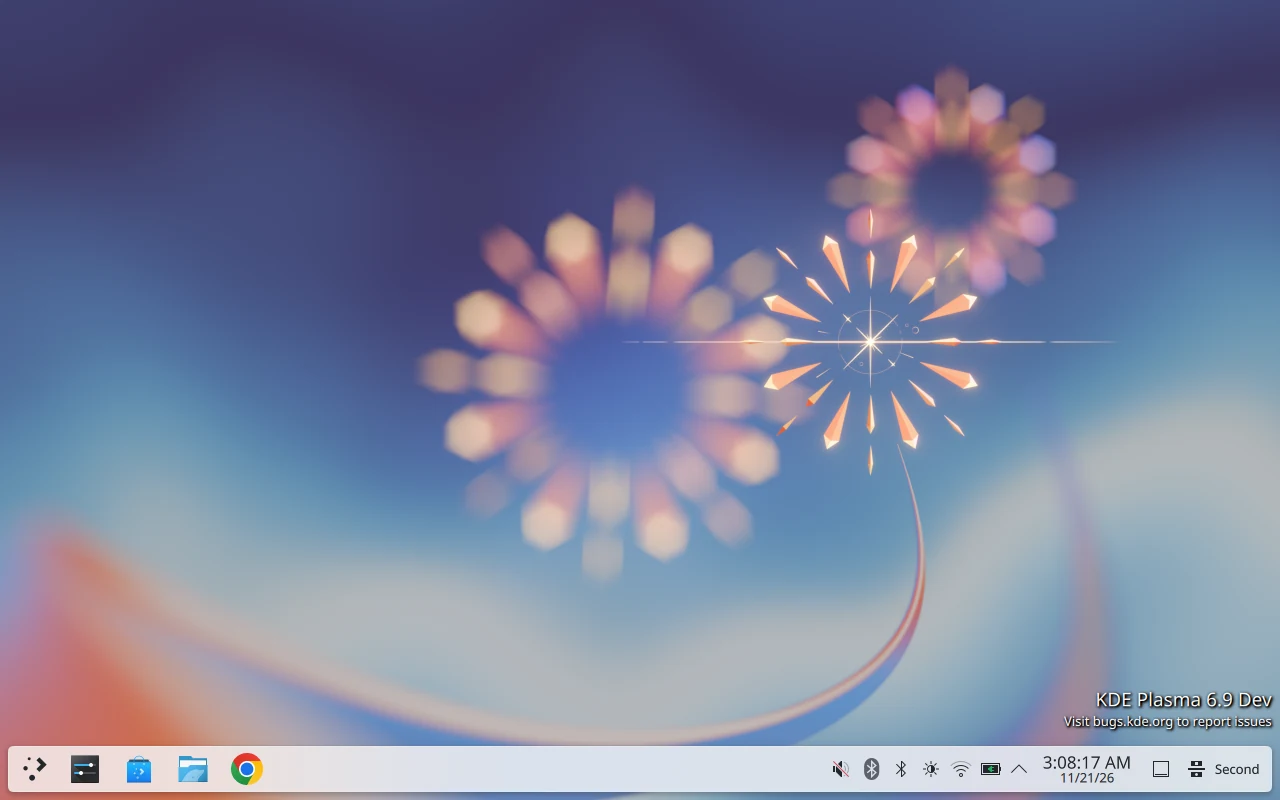 KDE Plasma 6.9 Dev
Visit bugs.kde.org to report issues
3:08:17 AM
11/21/26
Second